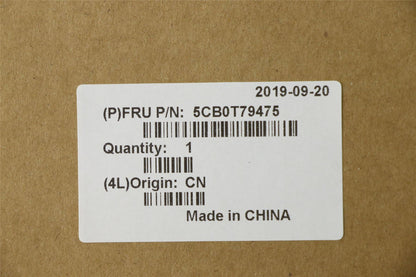 2019-09-20
(P)FRU P/N: 5CB0T79475
Quantity: 1
(4L)Origin: CN
Made in CHINA